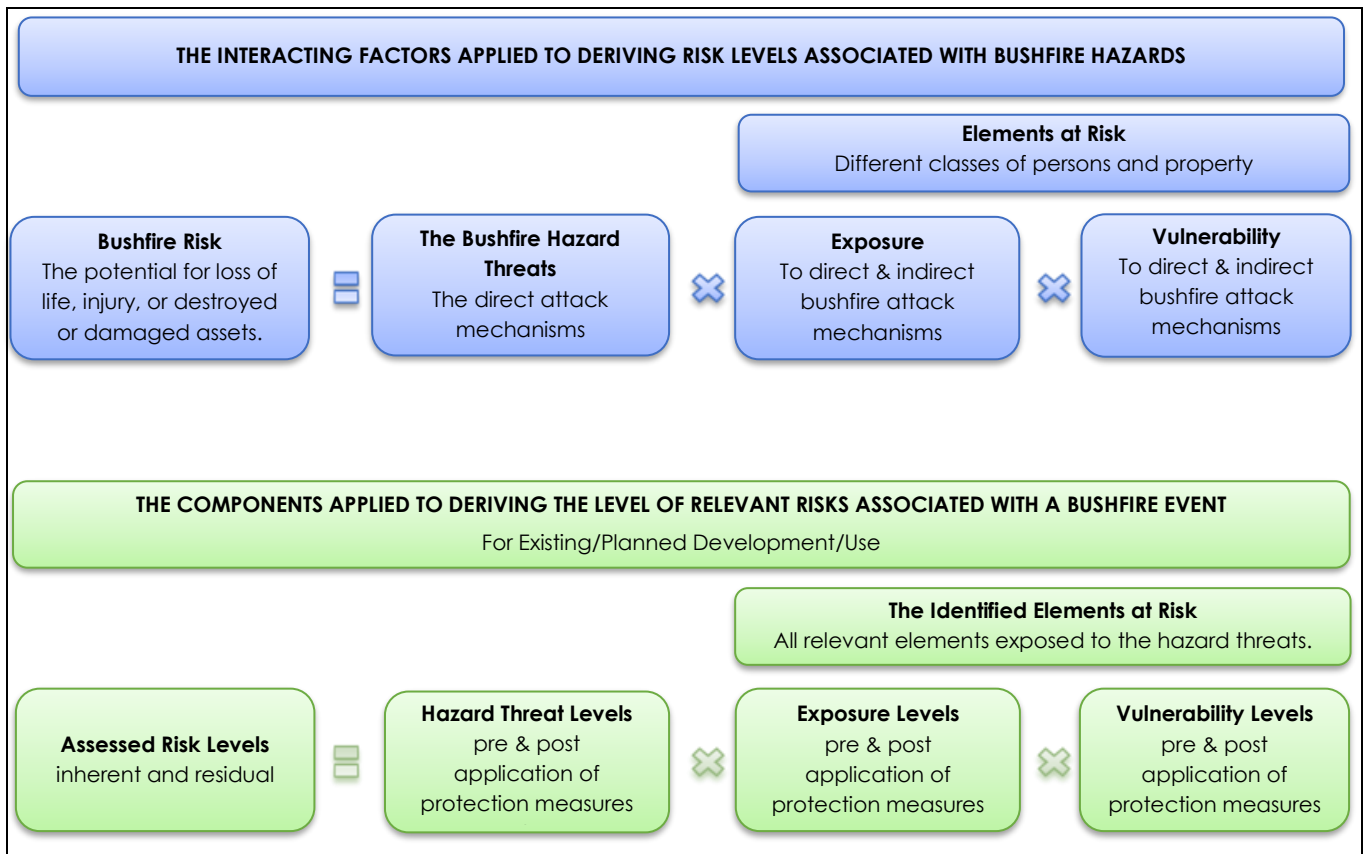 THE INTERACTING FACTORS APPLIED TO DERIVING RISK LEVELS ASSOCIATED WITH BUSHFIRE HAZARDS
Elements at Risk
Different classes of persons and property
Bushfire Risk
The potential for loss of
life, injury, or destroyed
or damaged assets.
The Bushfire Hazard
Threats
The direct attack
mechanisms
Exposure
To direct & indirect
bushfire attack
mechanisms
Vulnerability
To direct & indirect
bushfire attack
mechanisms
THE COMPONENTS APPLIED TO DERIVING THE LEVEL OF RELEVANT RISKS ASSOCIATED WITH A BUSHFIRE EVENT
For Existing/Planned Development/Use
The Identified Elements at Risk
All relevant elements exposed to the hazard threats.
Assessed Risk Levels
inherent and residual
Hazard Threat Levels
pre & post
application of
protection measures
Exposure Levels
pre & post
application of
protection measures
Vulnerability Levels
pre & post
application of
protection measures